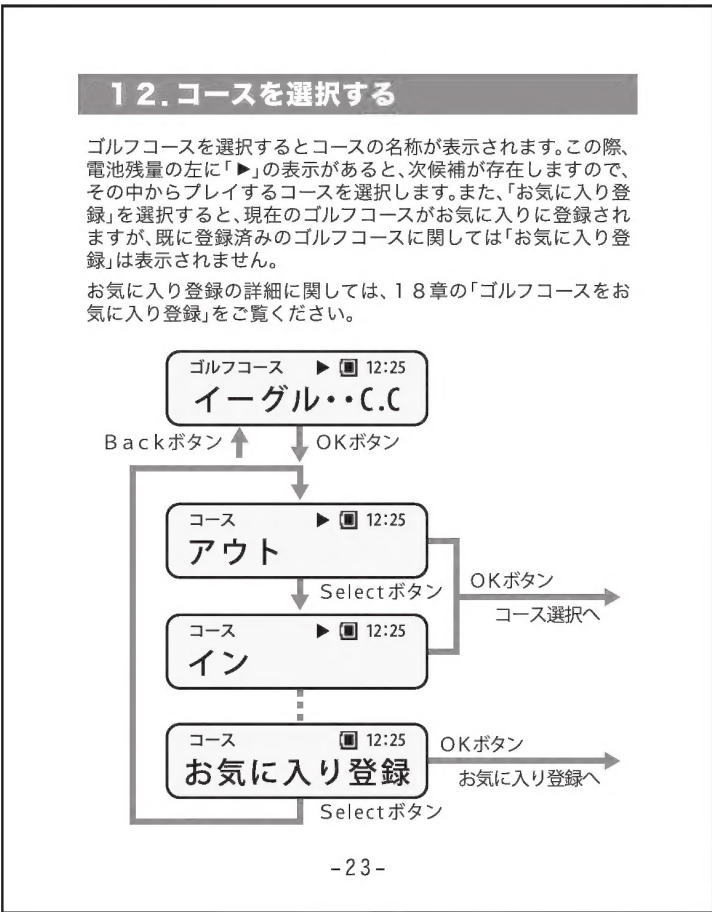 12.コースを選択する
ゴルフコースを選択するとコースの名称が表示されます。この際、
電池残量の左に「▶」の表示があると、次候補が存在しますので、
その中からプレイするコースを選択します。また、「お気に入り登
録」を選択すると、現在のゴルフコースがお気に入りに登録され
ますが、既に登録済みのゴルフコースに関しては「お気に入り登
録」は表示されません。
お気に入り登録の詳細に関しては、18章の「ゴルフコースをお
気に入り登録」をご覧ください。
ゴルフコース ▶ 12:25
イーグル・・C.C
Backボタン
OKボタン
コース ▶ 12:25
アウト
Selectボタン
OKボタン
コース選択へ
コース ▶ 12:25
イン
コース 12:25
お気に入り登録
OKボタン
お気に入り登録へ
Selectボタン
-23-